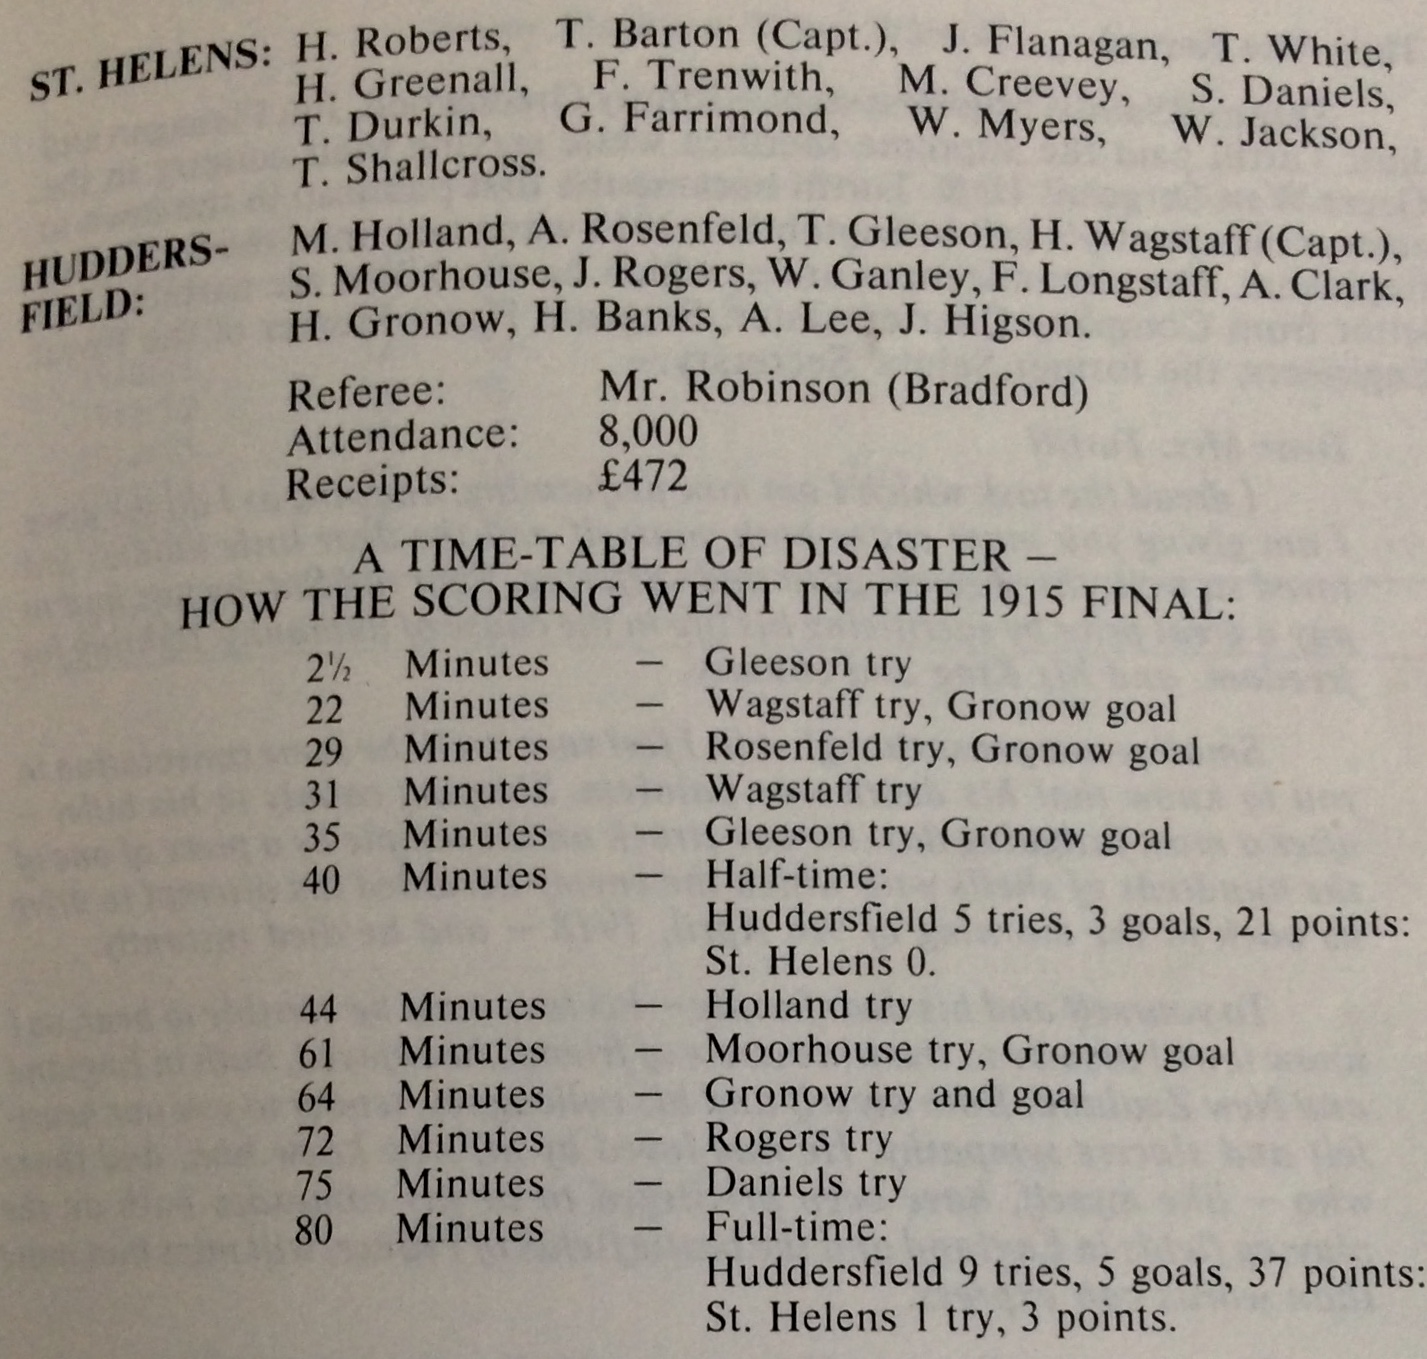 ST. HELENS: H. Roberts, T. Barton (Capt.), J. Flanagan, T. White,
H. Greenall, F. Trenwith, M. Creevey, S. Daniels,
T. Durkin, G. Farrimond, W. Myers, W. Jackson,
T. Shallcross.
HUDDERS- M. Holland, A. Rosenfeld, T. Gleeson, H. Wagstaff (Capt.),
FIELD: S. Moorhouse, J. Rogers, W. Ganley, F. Longstaff, A. Clark,
H. Gronow, H. Banks, A. Lee, J. Higson.
Referee: Mr. Robinson (Bradford)
Attendance: 8,000
Receipts: £472
A TIME-TABLE OF DISASTER –
HOW THE SCORING WENT IN THE 1915 FINAL:
2½ Minutes – Gleeson try
22 Minutes – Wagstaff try, Gronow goal
29 Minutes – Rosenfeld try, Gronow goal
31 Minutes – Wagstaff try
35 Minutes – Gleeson try, Gronow goal
40 Minutes – Half-time:
Huddersfield 5 tries, 3 goals, 21 points:
St. Helens 0.
44 Minutes – Holland try
61 Minutes – Moorhouse try, Gronow goal
64 Minutes – Gronow try and goal
72 Minutes – Rogers try
75 Minutes – Daniels try
80 Minutes – Full-time:
Huddersfield 9 tries, 5 goals, 37 points:
St. Helens 1 try, 3 points.